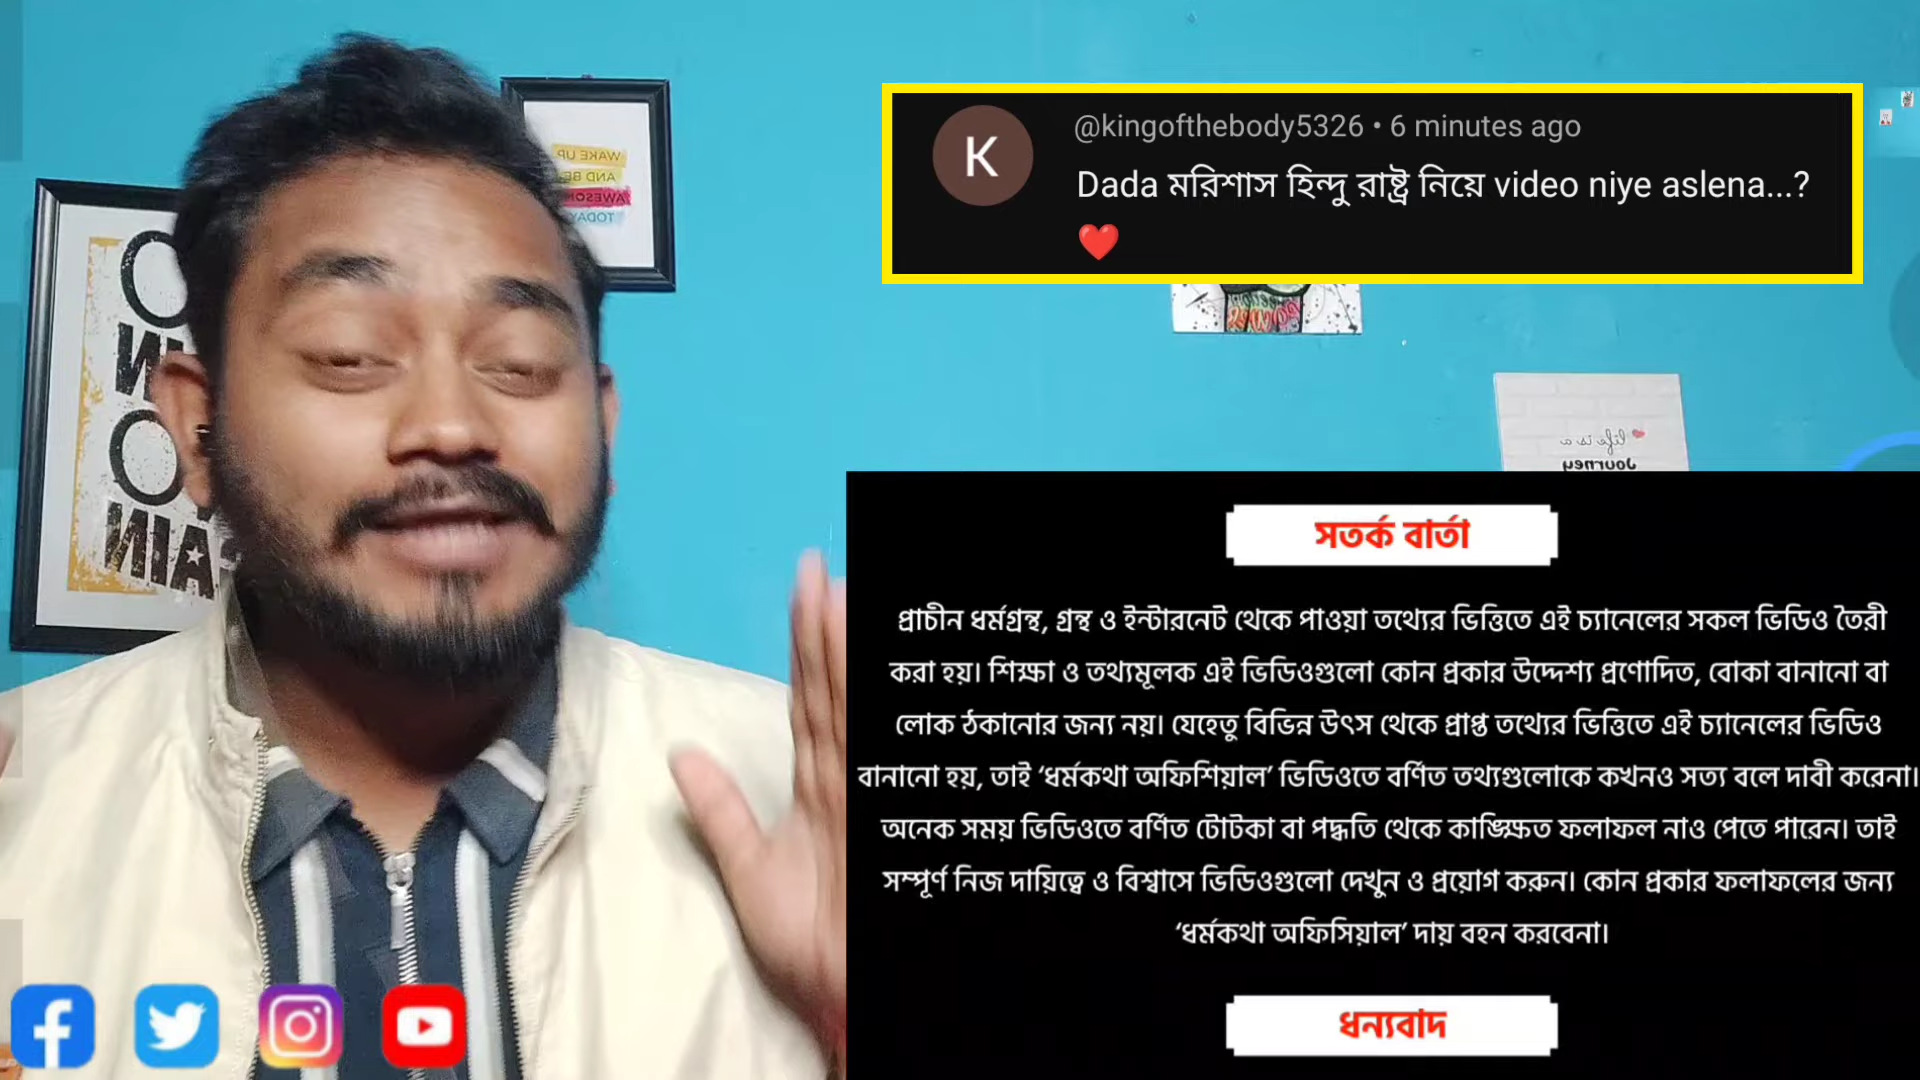 @kingofthebody5326 • 6 minutes ago
Dada মরিশাস হিন্দু রাষ্ট্র নিয়ে video niye aslena...?
❤️
WAKE UP
AND BE
AWESOME
TODAY
life is a
Journey
সতর্ক বার্তা
প্রাচীন ধর্মগ্রন্থ, গ্রন্থ ও ইন্টারনেট থেকে পাওয়া তথ্যের ভিত্তিতে এই চ্যানেলের সকল ভিডিও তৈরী
করা হয়। শিক্ষা ও তথ্যমূলক এই ভিডিওগুলো কোন প্রকার উদ্দেশ্য প্রণোদিত, বোকা বানানো বা
লোক ঠকানোর জন্য নয়। যেহেতু বিভিন্ন উৎস থেকে প্রাপ্ত তথ্যের ভিত্তিতে এই চ্যানেলের ভিডিও
বানানো হয়, তাই ‘ধর্মকথা অফিশিয়াল’ ভিডিওতে বর্ণিত তথ্যগুলোকে কখনও সত্য বলে দাবী করেনা।
অনেক সময় ভিডিওতে বর্ণিত টোটকা বা পদ্ধতি থেকে কাঙ্ক্ষিত ফলাফল নাও পেতে পারেন। তাই
সম্পূর্ণ নিজ দায়িত্বে ও বিশ্বাসে ভিডিওগুলো দেখুন ও প্রয়োগ করুন। কোন প্রকার ফলাফলের জন্য
‘ধর্মকথা অফিসিয়াল’ দায় বহন করবেনা।
ধন্যবাদ